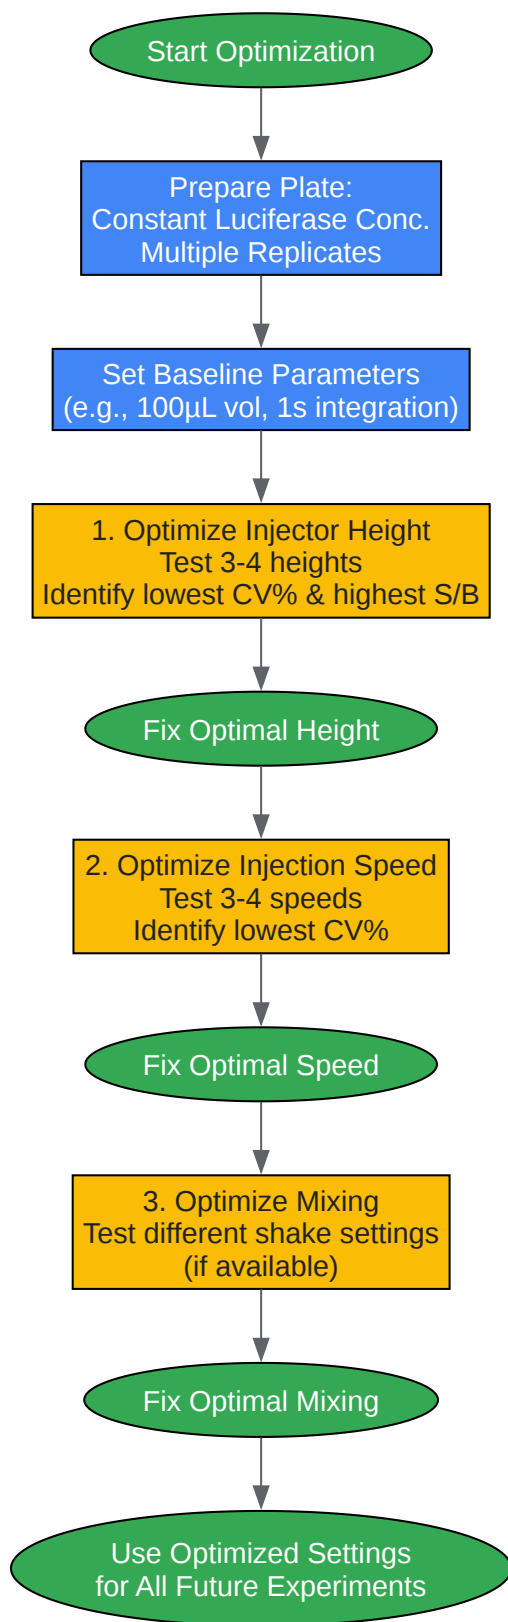 Start Optimization
Prepare Plate:
Constant Luciferase Conc.
Multiple Replicates
Set Baseline Parameters
(e.g., 100µL vol, 1s integration)
1. Optimize Injector Height
Test 3-4 heights
Identify lowest CV% & highest S/B
Fix Optimal Height
2. Optimize Injection Speed
Test 3-4 speeds
Identify lowest CV%
Fix Optimal Speed
3. Optimize Mixing
Test different shake settings
(if available)
Fix Optimal Mixing
Use Optimized Settings
for All Future Experiments